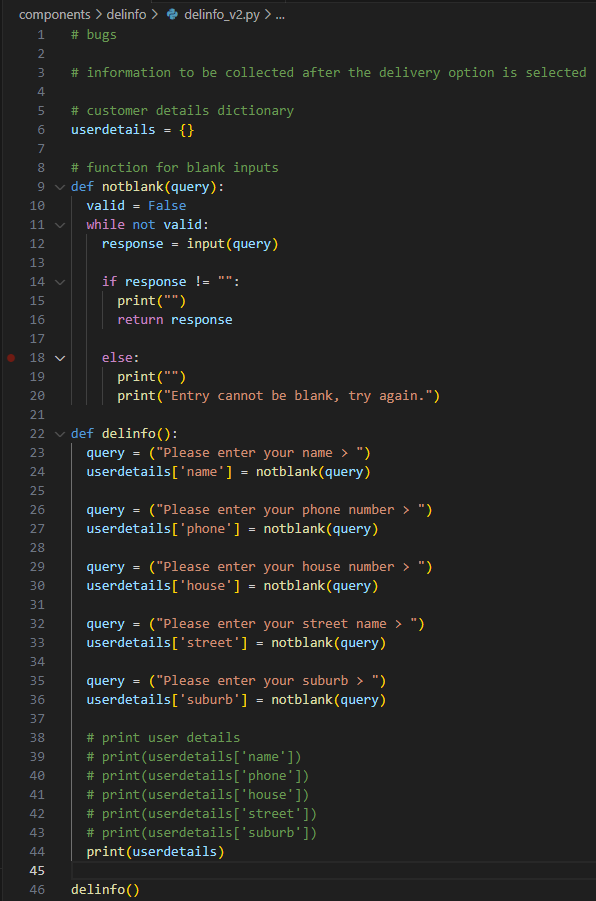 components > delinfo > delinfo_v2.py > ...
1 # bugs
2
3 # information to be collected after the delivery option is selected
4
5 # customer details dictionary
6 userdetails = {}
7
8 # function for blank inputs
9 def notblank(query):
10   valid = False
11   while not valid:
12     response = input(query)
13
14     if response != "":
15       print("")
16       return response
17
18     else:
19       print("")
20       print("Entry cannot be blank, try again.")
21
22 def delinfo():
23   query = ("Please enter your name > ")
24   userdetails['name'] = notblank(query)
25
26   query = ("Please enter your phone number > ")
27   userdetails['phone'] = notblank(query)
28
29   query = ("Please enter your house number > ")
30   userdetails['house'] = notblank(query)
31
32   query = ("Please enter your street name > ")
33   userdetails['street'] = notblank(query)
34
35   query = ("Please enter your suburb > ")
36   userdetails['suburb'] = notblank(query)
37
38   # print user details
39   # print(userdetails['name'])
40   # print(userdetails['phone'])
41   # print(userdetails['house'])
42   # print(userdetails['street'])
43   # print(userdetails['suburb'])
44   print(userdetails)
45
46 delinfo()